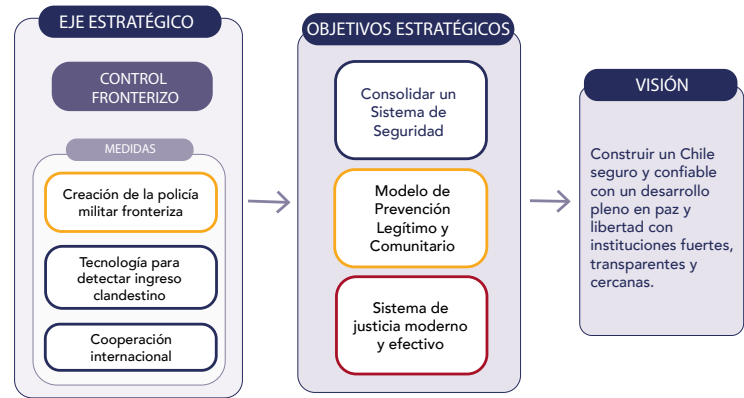 EJE ESTRATÉGICO
CONTROL
FRONTERIZO
MEDIDAS
Creación de la policía
militar fronteriza
Tecnología para
detectar ingreso
clandestino
Cooperación
internacional
OBJETIVOS ESTRATÉGICOS
Consolidar un
Sistema de
Seguridad
Modelo de
Prevención
Legítimo y
Comunitario
Sistema de
justicia moderno
y efectivo
VISIÓN
Construir un Chile
seguro y confiable
con un desarrollo
pleno en paz y
libertad con
instituciones fuertes,
transparentes y
cercanas.